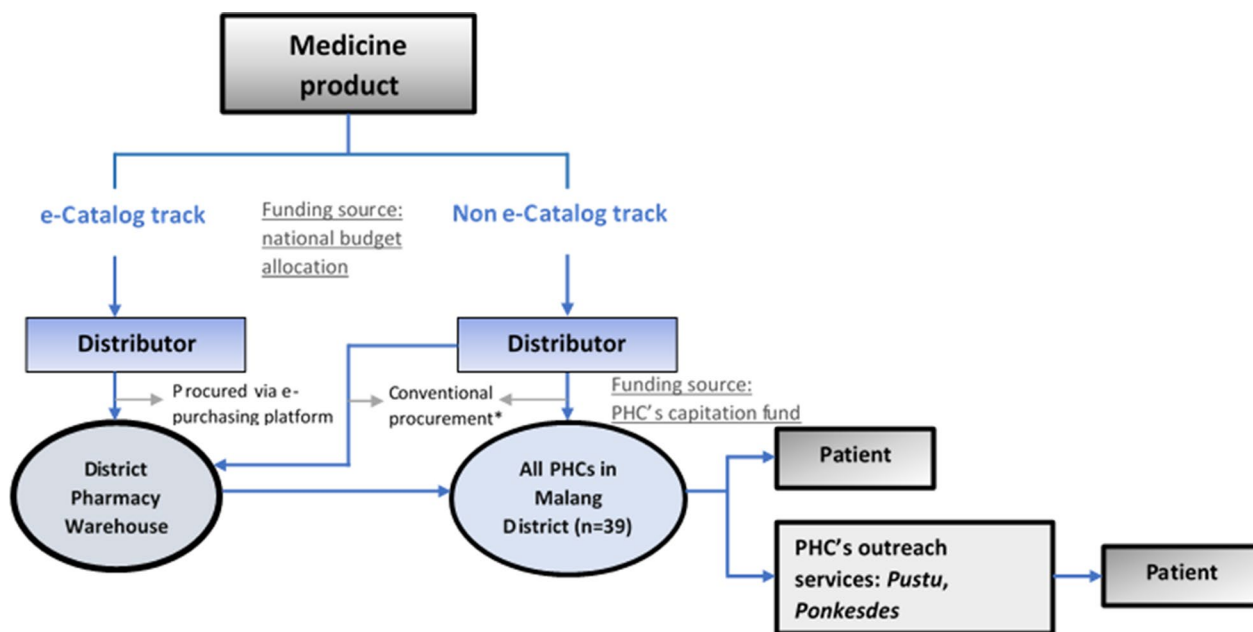 Medicine
product
e-Catalog track
Funding source:
national budget
allocation
Non e-Catalog track
Distributor
Distributor
Procured via e-
purchasing platform
Conventional
procurement*
Funding source:
PHC's capitation fund
District
Pharmacy
Warehouse
All PHCs in
Malang
District (n=39)
Patient
PHC's outreach
services: Pustu,
Ponkesdes
Patient